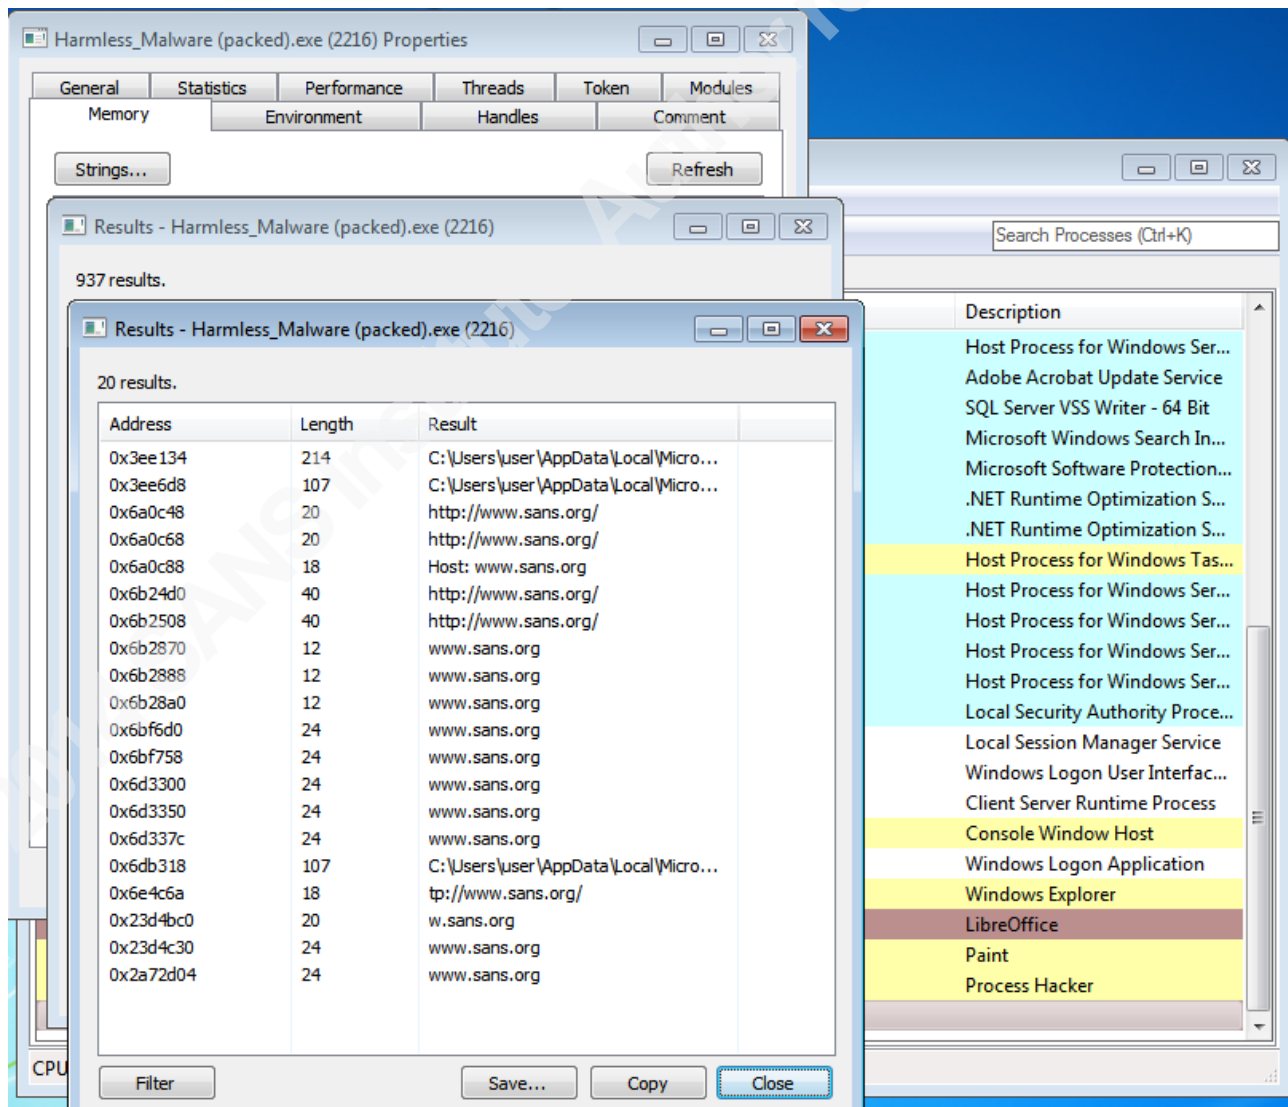 Harmless_Malware (packed).exe (2216) Properties
General Statistics Performance Threads Token Modules
Memory Environment Handles Comment
Strings... Refresh
Results - Harmless_Malware (packed).exe (2216)
937 results.
Results - Harmless_Malware (packed).exe (2216)
20 results.
Address Length Result
0x3ee134 214 C:\Users\user\AppData\Local\Micro...
0x3ee6d8 107 C:\Users\user\AppData\Local\Micro...
0x6a0c48 20 http://www.sans.org/
0x6a0c68 20 http://www.sans.org/
0x6a0c88 18 Host: www.sans.org
0x6b24d0 40 http://www.sans.org/
0x6b2508 40 http://www.sans.org/
0x6b2870 12 www.sans.org
0x6b2888 12 www.sans.org
0x6b28a0 12 www.sans.org
0x6bf6d0 24 www.sans.org
0x6bf758 24 www.sans.org
0x6d3300 24 www.sans.org
0x6d3350 24 www.sans.org
0x6d337c 24 www.sans.org
0x6db318 107 C:\Users\user\AppData\Local\Micro...
0x6e4c6a 18 tp://www.sans.org/
0x23d4bc0 20 w.sans.org
0x23d4c30 24 www.sans.org
0x2a72d04 24 www.sans.org
Filter Save... Copy Close
CPU
Search Processes (Ctrl+K)
Description
Host Process for Windows Ser...
Adobe Acrobat Update Service
SQL Server VSS Writer - 64 Bit
Microsoft Windows Search In...
Microsoft Software Protection...
.NET Runtime Optimization S...
.NET Runtime Optimization S...
Host Process for Windows Tas...
Host Process for Windows Ser...
Host Process for Windows Ser...
Host Process for Windows Ser...
Host Process for Windows Ser...
Local Security Authority Proce...
Local Session Manager Service
Windows Logon User Interfac...
Client Server Runtime Process
Console Window Host
Windows Logon Application
Windows Explorer
LibreOffice
Paint
Process Hacker